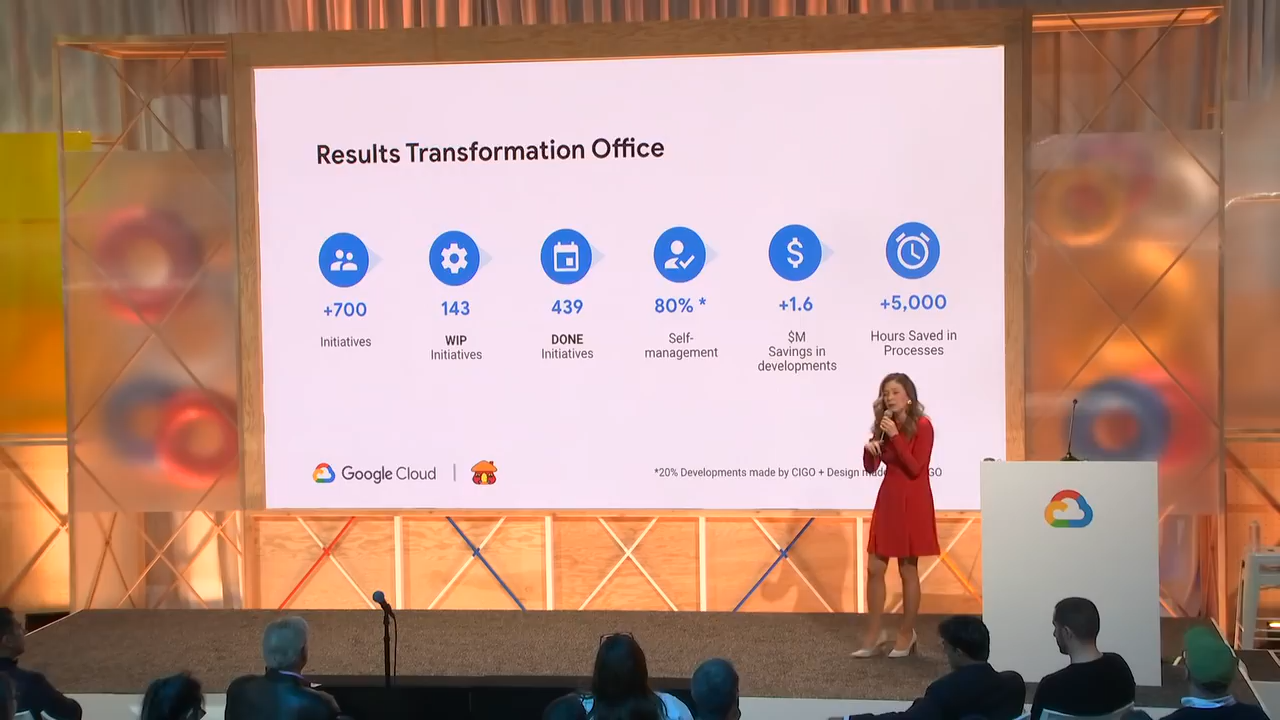 Results Transformation Office
+700
Initiatives
143
WIP
Initiatives
439
DONE
Initiatives
80% *
Self-
management
+1.6
$M
Savings in
developments
+5,000
Hours Saved in
Processes
Google Cloud
*20% Developments made by CIGO + Design GO